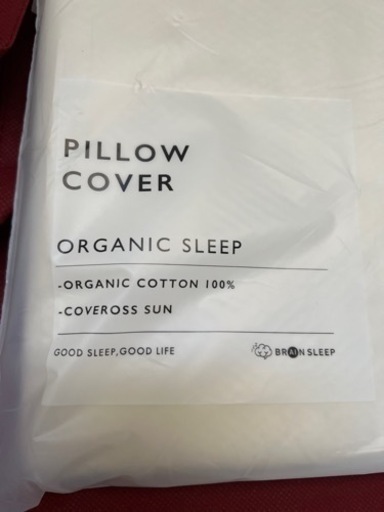 PILLOW
COVER
ORGANIC SLEEP
-ORGANIC COTTON 100%
-COVEROSS SUN
GOOD SLEEP,GOOD LIFE
BRAIN SLEEP